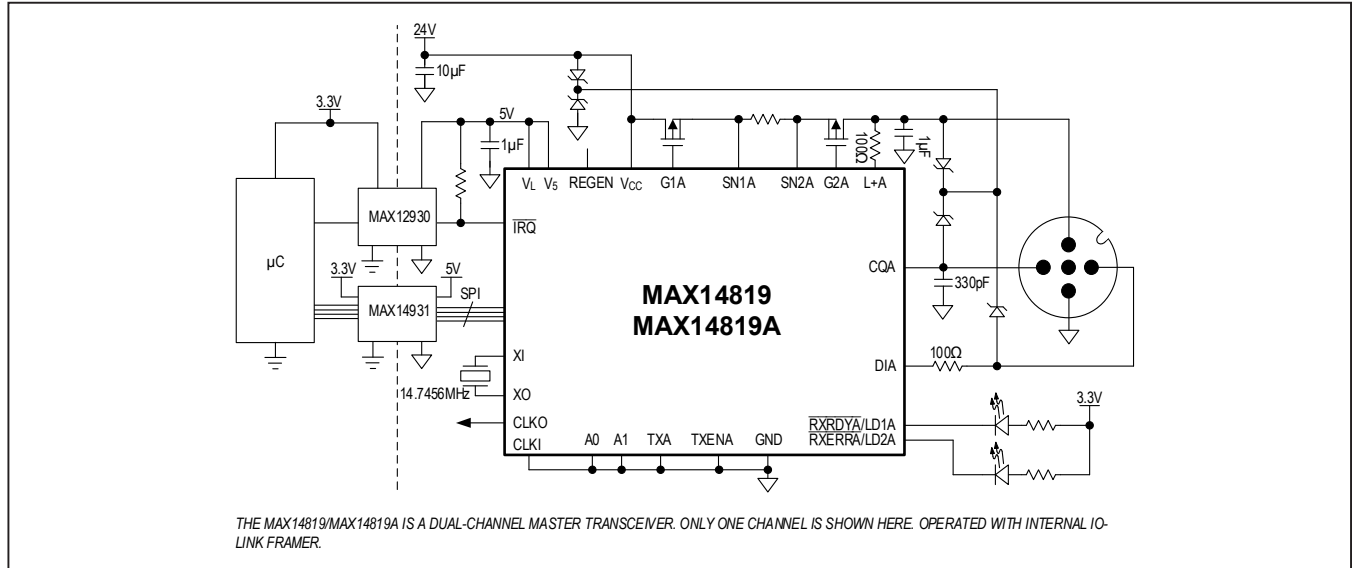 24V
10µF
3.3V
5V
1µF
100Ω
1µF
VL V5 REGEN VCC G1A SN1A SN2A G2A L+A
MAX12930
IRQ
µC
3.3V
5V
SPI
MAX14931
MAX14819
MAX14819A
CQA
330pF
XI
14.7456MHz
XO
DIA
100Ω
3.3V
CLKO
CLKI
A0 A1 TXA TXENA GND
RXRDYA/LD1A
RXERRA/LD2A
THE MAX14819/MAX14819A IS A DUAL-CHANNEL MASTER TRANSCEIVER. ONLY ONE CHANNEL IS SHOWN HERE. OPERATED WITH INTERNAL IO-
LINK FRAMER.